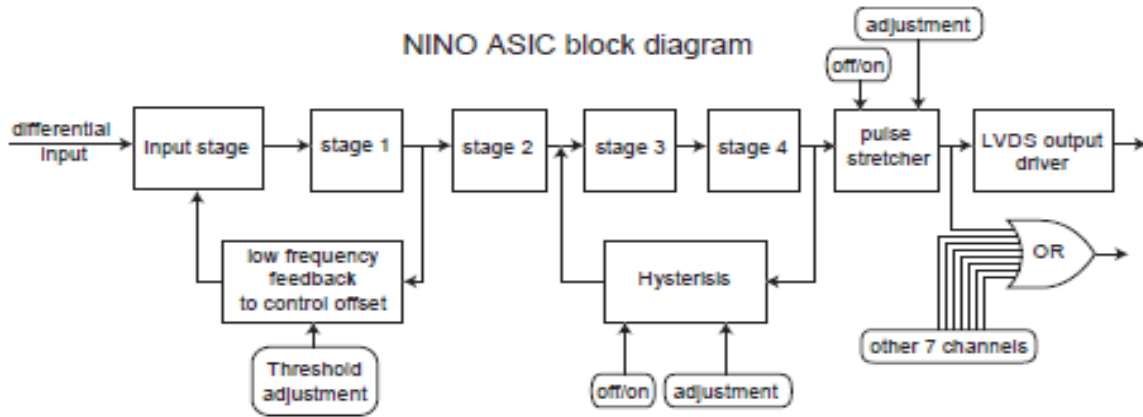 NINO ASIC block diagram
adjustment
off/on
differential
input
Input stage
stage 1
stage 2
stage 3
stage 4
pulse
stretcher
LVDS output
driver
low frequency
feedback
to control offset
Hysterisis
OR
Threshold
adjustment
off/on
adjustment
other 7 channels